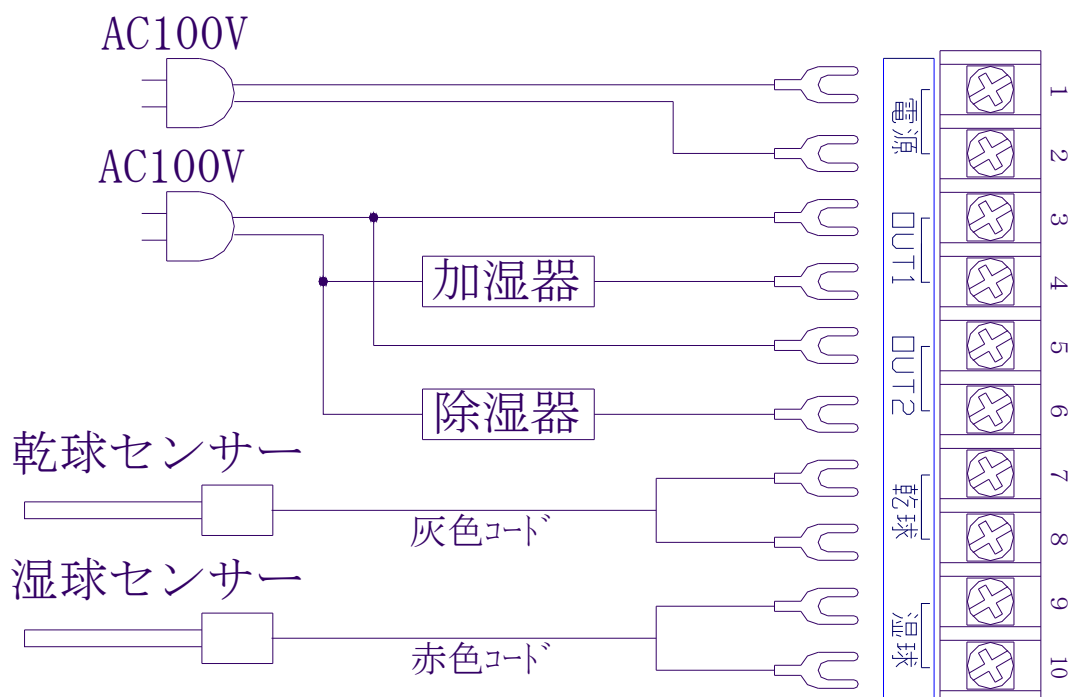 AC100V
AC100V
加湿器
除湿器
乾球センサー
灰色ｺｰﾄﾞ
湿球センサー
赤色ｺｰﾄﾞ
電源
OUT1
OUT2
乾球
湿球
1
2
3
4
5
6
7
8
9
10